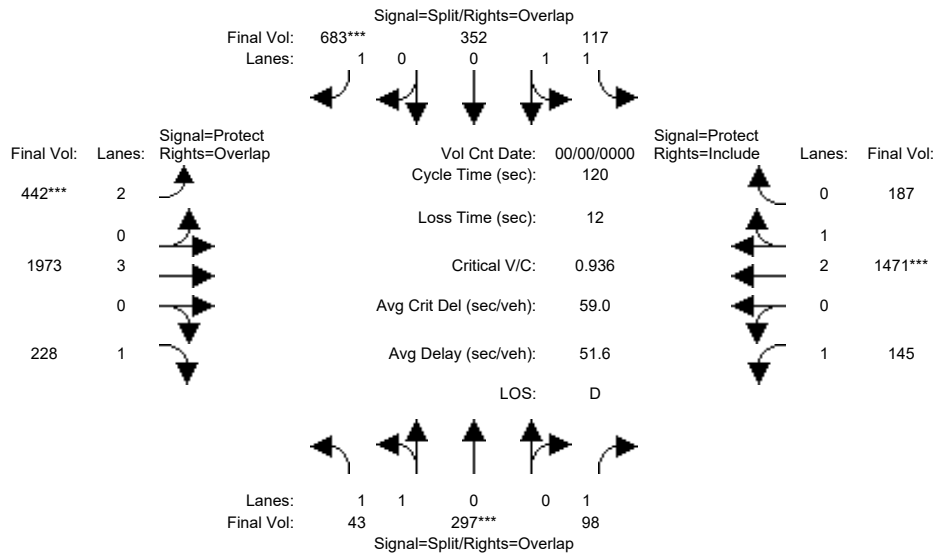 Signal=Split/Rights=Overlap
Final Vol: 683*** 352 117
Lanes: 1 0 0 1 1
Signal=Protect
Final Vol: Lanes: Rights=Overlap
Vol Cnt Date: 00/00/0000
Signal=Protect
Rights=Include Lanes: Final Vol:
Cycle Time (sec): 120
442*** 2
0 187
Loss Time (sec): 12
0
1
1973 3
Critical V/C: 0.936
2 1471***
0
Avg Crit Del (sec/veh): 59.0
0
228 1
Avg Delay (sec/veh): 51.6
1 145
LOS: D
Lanes: 1 1 0 0 1
Final Vol: 43 297*** 98
Signal=Split/Rights=Overlap